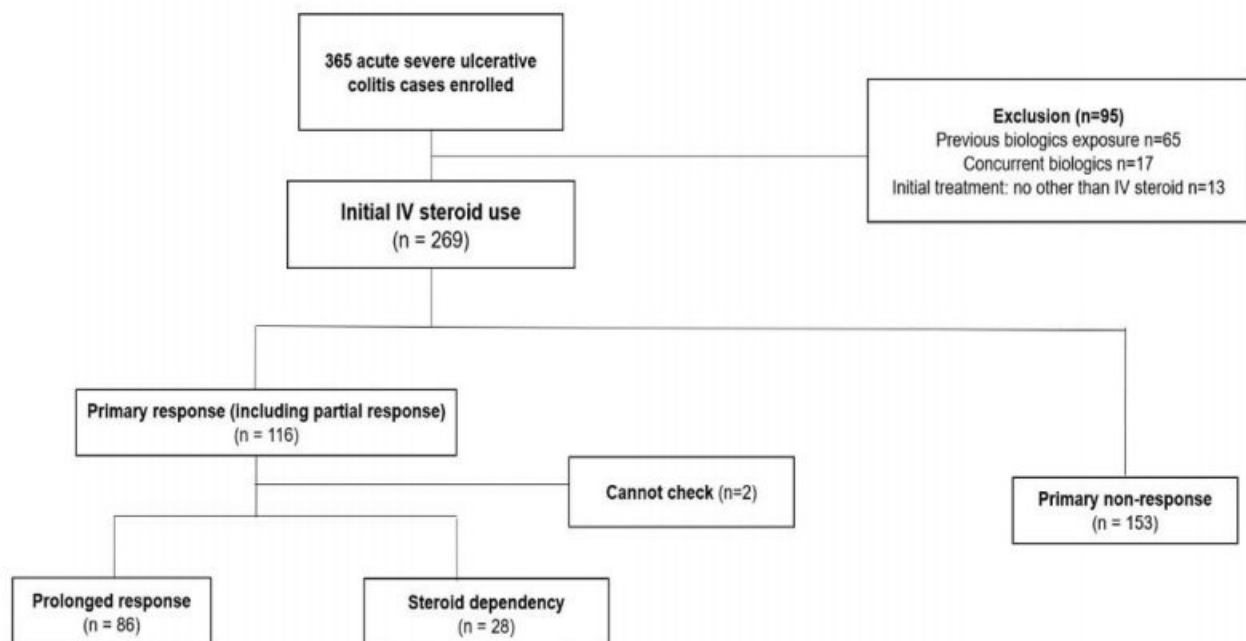 365 acute severe ulcerative
colitis cases enrolled
Exclusion (n=95)
Previous biologics exposure n=65
Concurrent biologics n=17
Initial treatment: no other than IV steroid n=13
Initial IV steroid use
(n = 269)
Primary response (including partial response)
(n = 116)
Cannot check (n=2)
Primary non-response
(n = 153)
Prolonged response
(n = 86)
Steroid dependency
(n = 28)